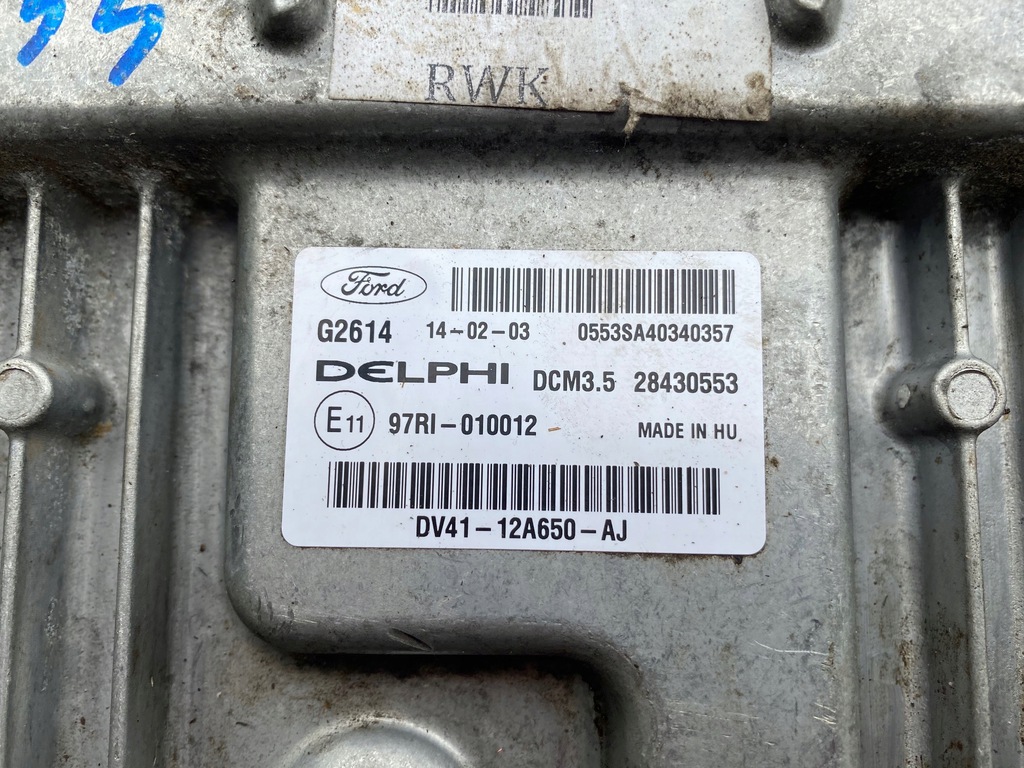 55
RWK
Ford
G2614 14-02-03 0553SA40340357
DELPHI DCM3.5 28430553
E11 97RI-010012 MADE IN HU
DV41-12A650-AJ